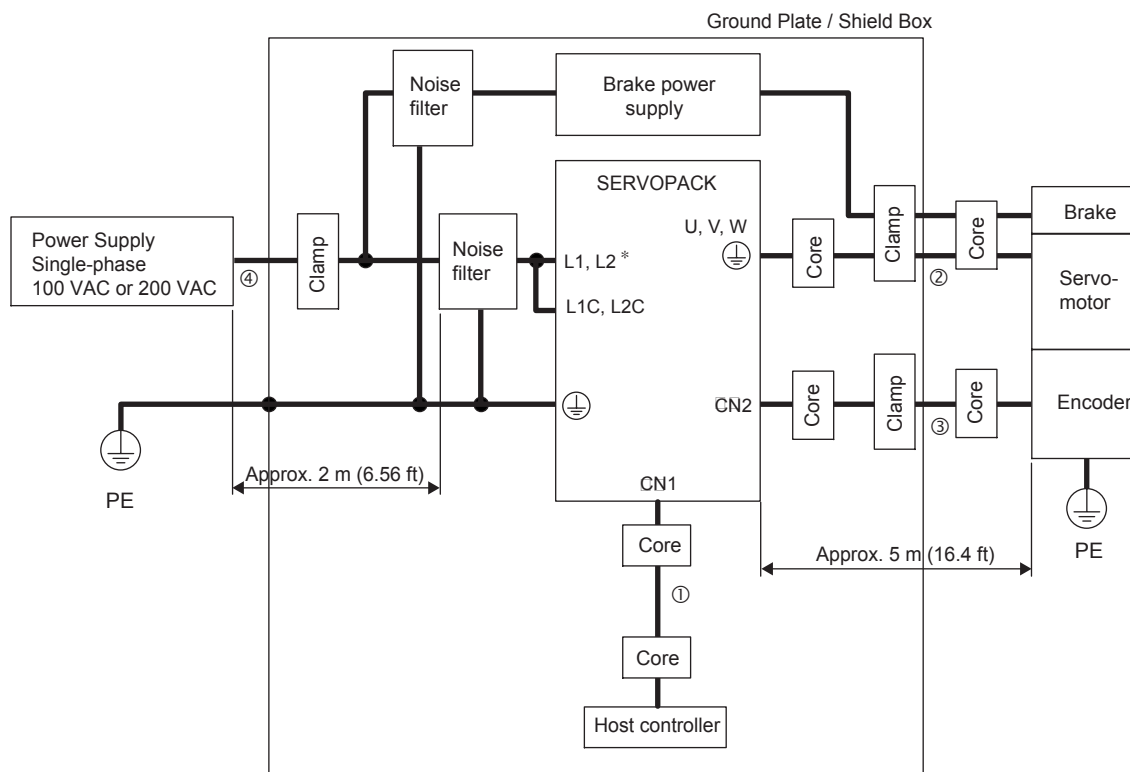 Ground Plate / Shield Box
Noise
filter
Brake power
supply
SERVOPACK
Power Supply
Single-phase
100 VAC or 200 VAC
④
Clamp
Noise
filter
L1, L2 *
L1C, L2C
U, V, W
Core
Clamp
②
Core
Brake
Servo-
motor
CN2
Core
Clamp
③
Core
Encoder
PE
Approx. 2 m (6.56 ft)
CN1
Core
①
Core
Host controller
Approx. 5 m (16.4 ft)
PE